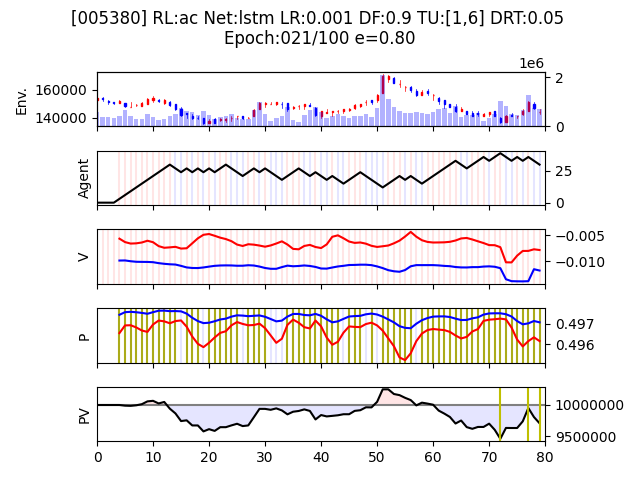 [005380] RL:ac Net:lstm LR:0.001 DF:0.9 TU:[1,6] DRT:0.05
Epoch:021/100 e=0.80
1e6
Env.
160000
140000
2
0
Agent
25
0
V
−0.005
−0.010
P
0.497
0.496
PV
10000000
9500000
0 10 20 30 40 50 60 70 80